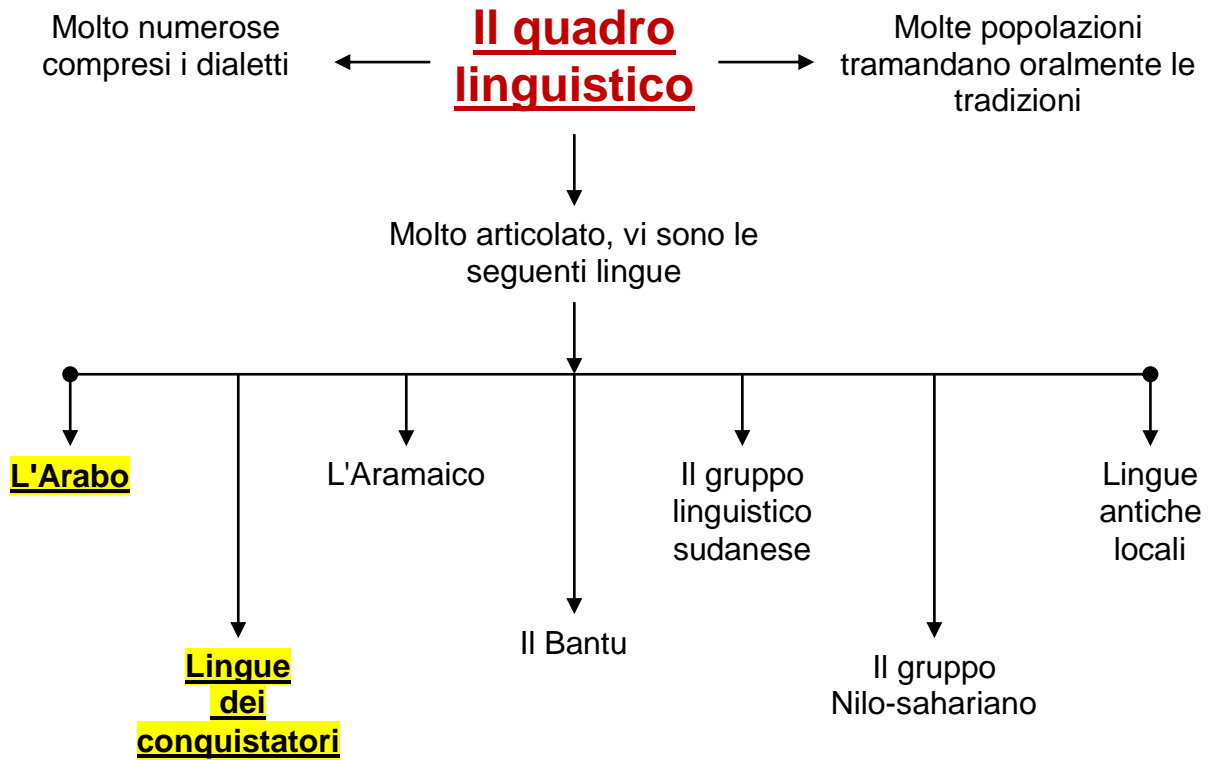 Molto numerose
compresi i dialetti
Il quadro
linguistico
Molte popolazioni
tramandano oralmente le
tradizioni
Molto articolato, vi sono le
seguenti lingue
L'Arabo
Lingue
dei
conquistatori
L'Aramaico
Il Bantu
Il gruppo
linguistico
sudanese
Il gruppo
Nilo-sahariano
Lingue
antiche
locali